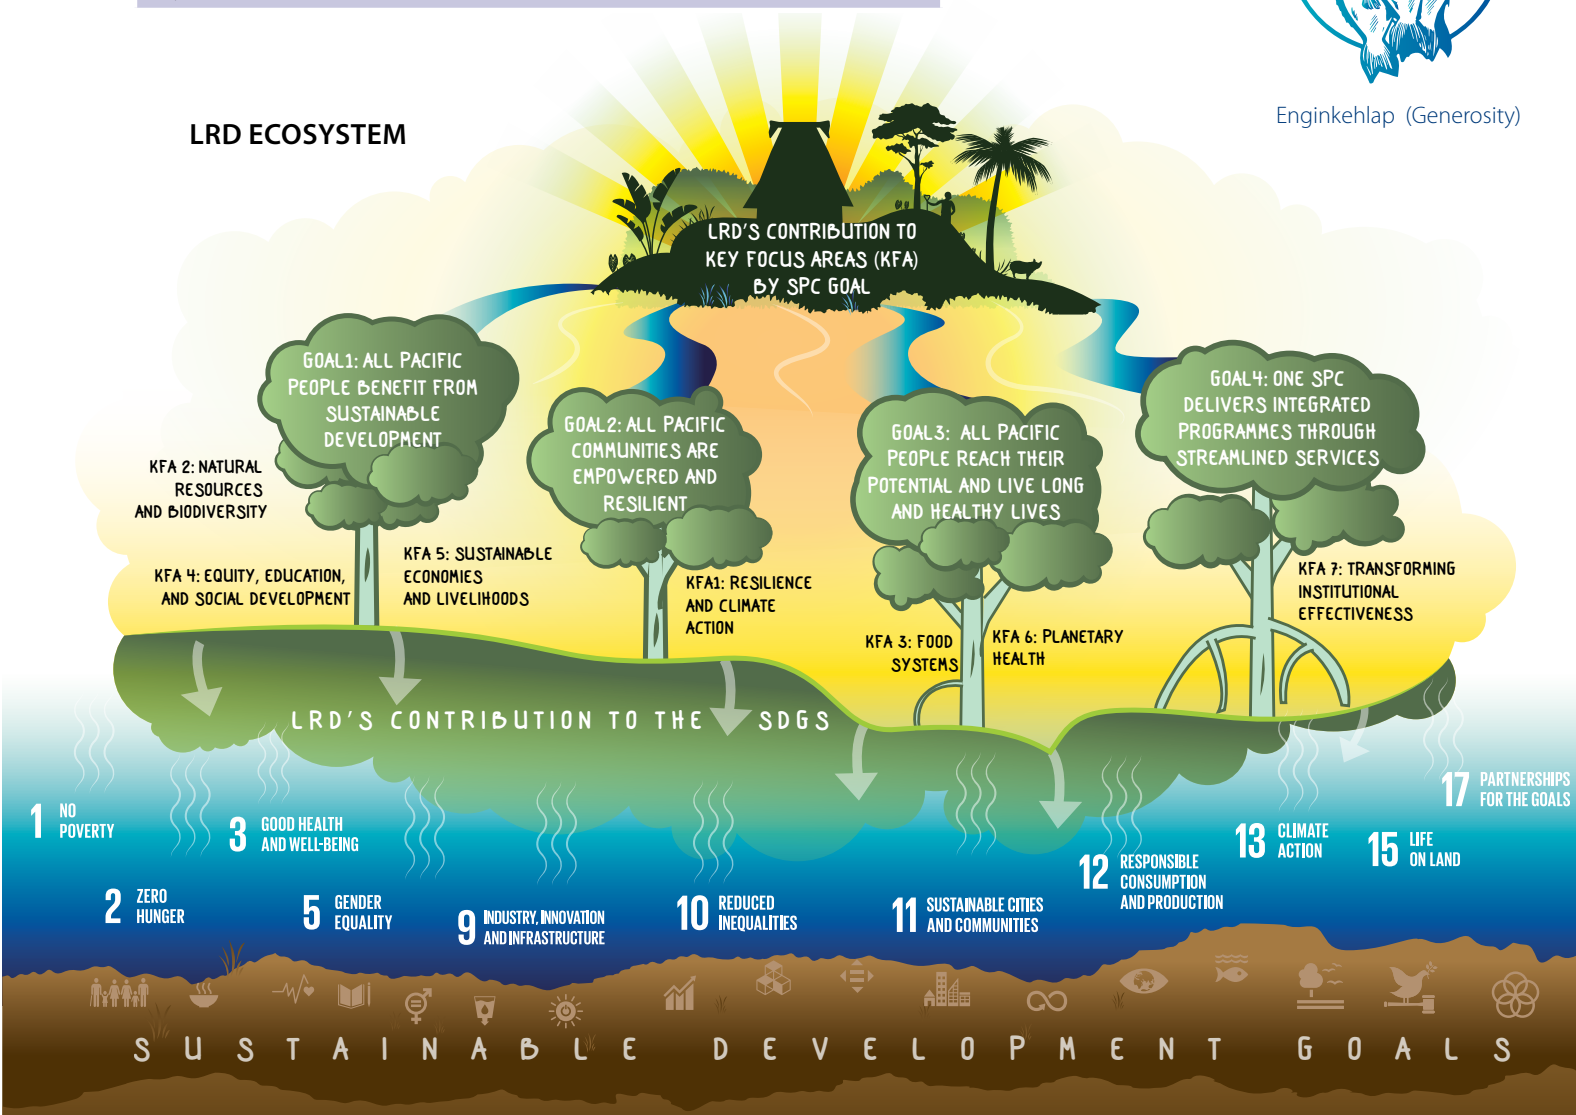 Enginkehlap (Generosity)
LRD ECOSYSTEM
LRD'S CONTRIBUTION TO
KEY FOCUS AREAS (KFA)
BY SPC GOAL
GOAL1: ALL PACIFIC
PEOPLE BENEFIT FROM
SUSTAINABLE
DEVELOPMENT
KFA 2: NATURAL
RESOURCES
AND BIODIVERSITY
KFA 4: EQUITY, EDUCATION,
AND SOCIAL DEVELOPMENT
KFA 5: SUSTAINABLE
ECONOMIES
AND LIVELIHOODS
GOAL2: ALL PACIFIC
COMMUNITIES ARE
EMPOWERED AND
RESILIENT
KFA1: RESILIENCE
AND CLIMATE
ACTION
GOAL3: ALL PACIFIC
PEOPLE REACH THEIR
POTENTIAL AND LIVE LONG
AND HEALTHY LIVES
KFA 3: FOOD
SYSTEMS
KFA 6: PLANETARY
HEALTH
GOAL4: ONE SPC
DELIVERS INTEGRATED
PROGRAMMES THROUGH
STREAMLINED SERVICES
KFA 7: TRANSFORMING
INSTITUTIONAL
EFFECTIVENESS
LRD'S CONTRIBUTION TO THE SDGS
1 NO
POVERTY
2 ZERO
HUNGER
3 GOOD HEALTH
AND WELL-BEING
5 GENDER
EQUALITY
9 INDUSTRY, INNOVATION
AND INFRASTRUCTURE
10 REDUCED
INEQUALITIES
11 SUSTAINABLE CITIES
AND COMMUNITIES
12 RESPONSIBLE
CONSUMPTION
AND PRODUCTION
13 CLIMATE
ACTION
15 LIFE
ON LAND
17 PARTNERSHIPS
FOR THE GOALS
SUSTAINABLE DEVELOPMENT GOALS